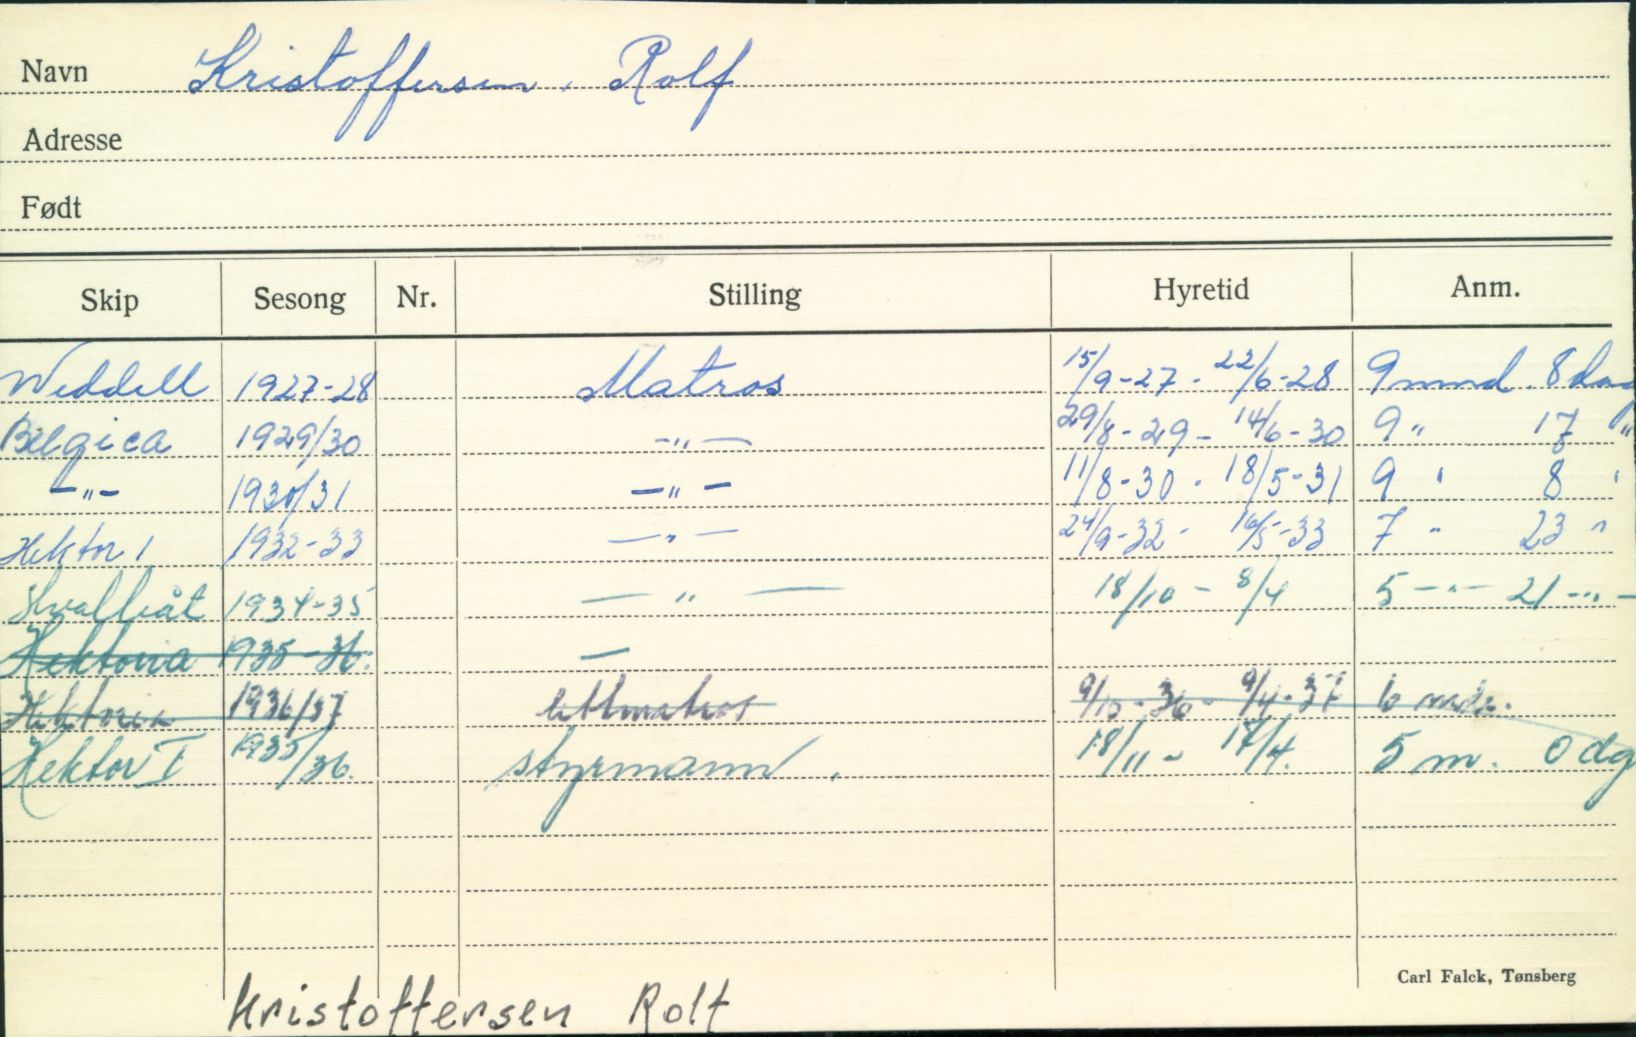 Navn Kristoffersen, Rolf
Adresse
Født
Skip Sesong Nr. Stilling Hyretid Anm.
Weddell 1927-28 Matros 15/9-27 - 22/6-28 9 mnd. 8 dag
Belgica 1929/30 -"- 29/8-29 - 14/6-30 9 " 17 "
-"- 1930/31 -"- 11/8-30 - 18/5-31 9 " 8 "
Hektor 1 1932-33 -"- 24/9-32 - 16/5-33 7 " 23 "
Hvalbåt 1934-35 -"- 18/10 - 8/4 5 -"- 21 -"-
Hektoria 1935-36. -
Hektoria 1936/37 lettmatros 9/10-36 - 9/4-37 6 mdr.
Hektor I 1935/36. styrmann. 18/11 - 17/4. 5 m. 0 dg
Carl Falck, Tønsberg
Kristoffersen Rolf